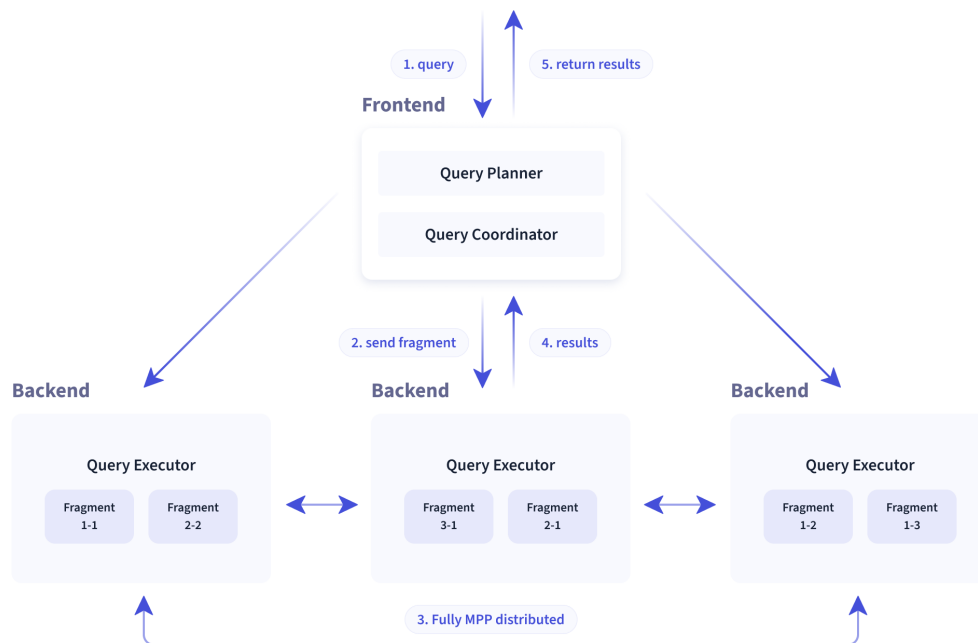 1. query
5. return results
Frontend
Query Planner
Query Coordinator
2. send fragment
4. results
Backend
Backend
Backend
Query Executor
Query Executor
Query Executor
Fragment
1-1
Fragment
2-2
Fragment
3-1
Fragment
2-1
Fragment
1-2
Fragment
1-3
3. Fully MPP distributed